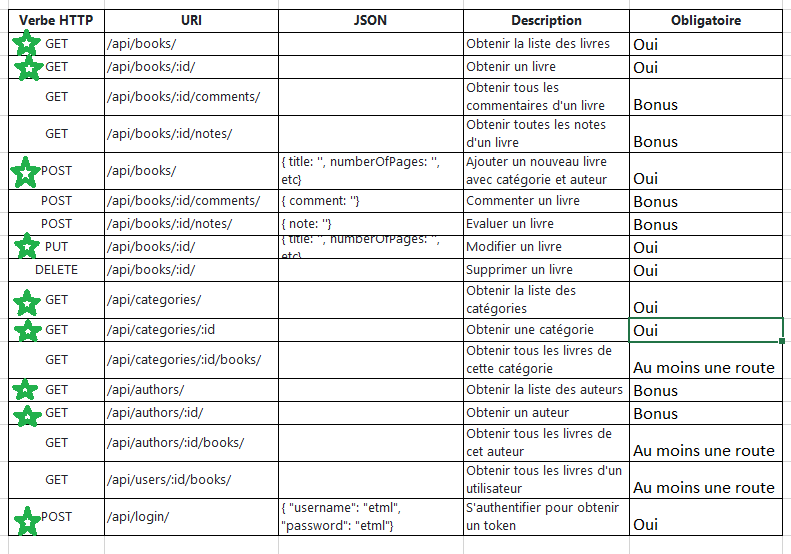 Verbe HTTP URI JSON Description Obligatoire
GET /api/books/ Obtenir la liste des livres Oui
GET /api/books/:id/ Obtenir un livre Oui
GET /api/books/:id/comments/ Obtenir tous les
commentaires d'un livre Bonus
GET /api/books/:id/notes/ Obtenir toutes les notes
d'un livre Bonus
POST /api/books/ { title: '', numberOfPages: '', Ajouter un nouveau livre
etc} avec catégorie et auteur Oui
POST /api/books/:id/comments/ { comment: ''} Commenter un livre Bonus
POST /api/books/:id/notes/ { note: ''} Evaluer un livre Bonus
PUT /api/books/:id/ { title: '', numberOfPages: '', Modifier un livre Oui
etc}
DELETE /api/books/:id/ Supprimer un livre Oui
GET /api/categories/ Obtenir la liste des
catégories Oui
GET /api/categories/:id Obtenir une catégorie Oui
GET /api/categories/:id/books/ Obtenir tous les livres de
cette catégorie Au moins une route
GET /api/authors/ Obtenir la liste des auteurs Bonus
GET /api/authors/:id/ Obtenir un auteur Bonus
GET /api/authors/:id/books/ Obtenir tous les livres de
cet auteur Au moins une route
GET /api/users/:id/books/ Obtenir tous les livres d'un
utilisateur Au moins une route
POST /api/login/ { "username": "etml", S'authentifier pour obtenir
"password": "etml"} un token Oui